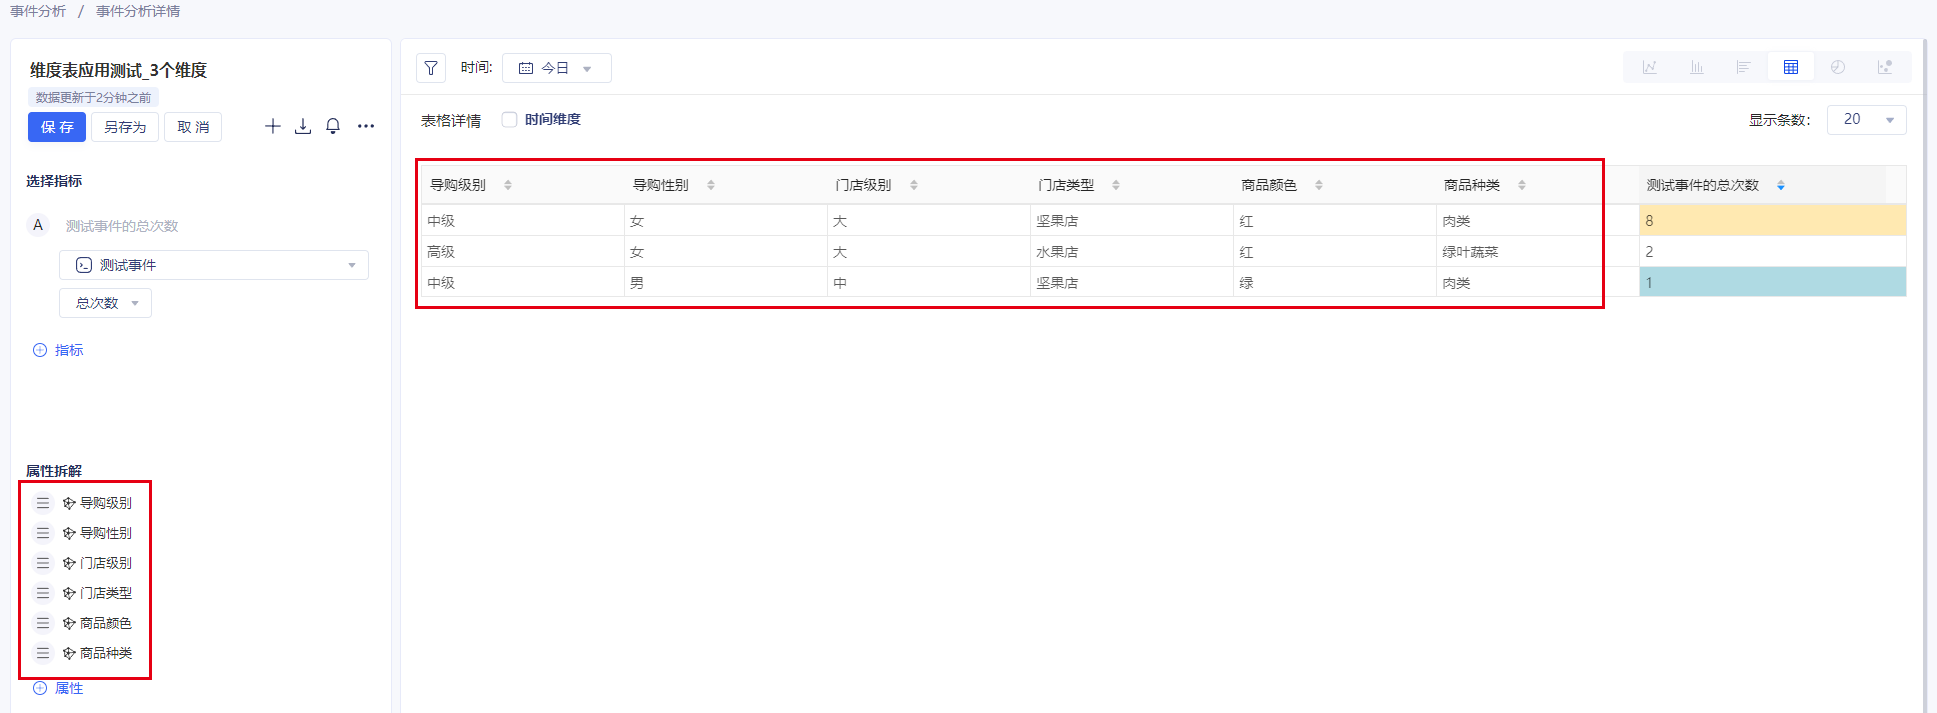 事件分析 / 事件分析详情
维度表应用测试_3个维度
数据更新于2分钟之前
保 存 另存为 取 消
选择指标
A 测试事件的总次数
测试事件
总次数
指标
属性拆解
导购级别
导购性别
门店级别
门店类型
商品颜色
商品种类
属性
时间: 今日
表格详情 时间维度 显示条数: 20
导购级别 导购性别 门店级别 门店类型 商品颜色 商品种类 测试事件的总次数
中级 女 大 坚果店 红 肉类 8
高级 女 大 水果店 红 绿叶蔬菜 2
中级 男 中 坚果店 绿 肉类 1